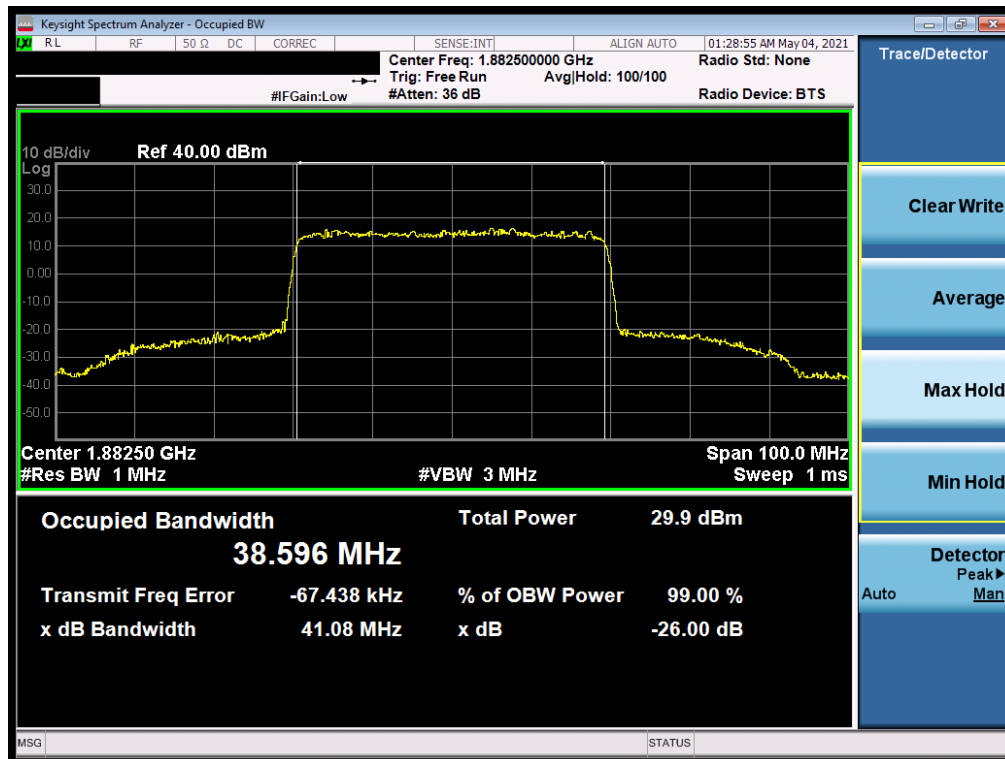 Keysight Spectrum Analyzer - Occupied BW
LXI RL RF 50 Ω DC CORREC SENSE:INT ALIGN AUTO 01:28:55 AM May 04, 2021
Center Freq: 1.882500000 GHz Radio Std: None
Trig: Free Run Avg|Hold: 100/100
#IFGain:Low #Atten: 36 dB Radio Device: BTS
10 dB/div Ref 40.00 dBm
Log
30.0
20.0
10.0
0.00
-10.0
-20.0
-30.0
-40.0
-50.0
Center 1.88250 GHz Span 100.0 MHz
#Res BW 1 MHz #VBW 3 MHz Sweep 1 ms
Occupied Bandwidth Total Power 29.9 dBm
38.596 MHz
Transmit Freq Error -67.438 kHz % of OBW Power 99.00 %
x dB Bandwidth 41.08 MHz x dB -26.00 dB
MSG STATUS
Trace/Detector
Clear Write
Average
Max Hold
Min Hold
Detector
Peak▶
Auto Man